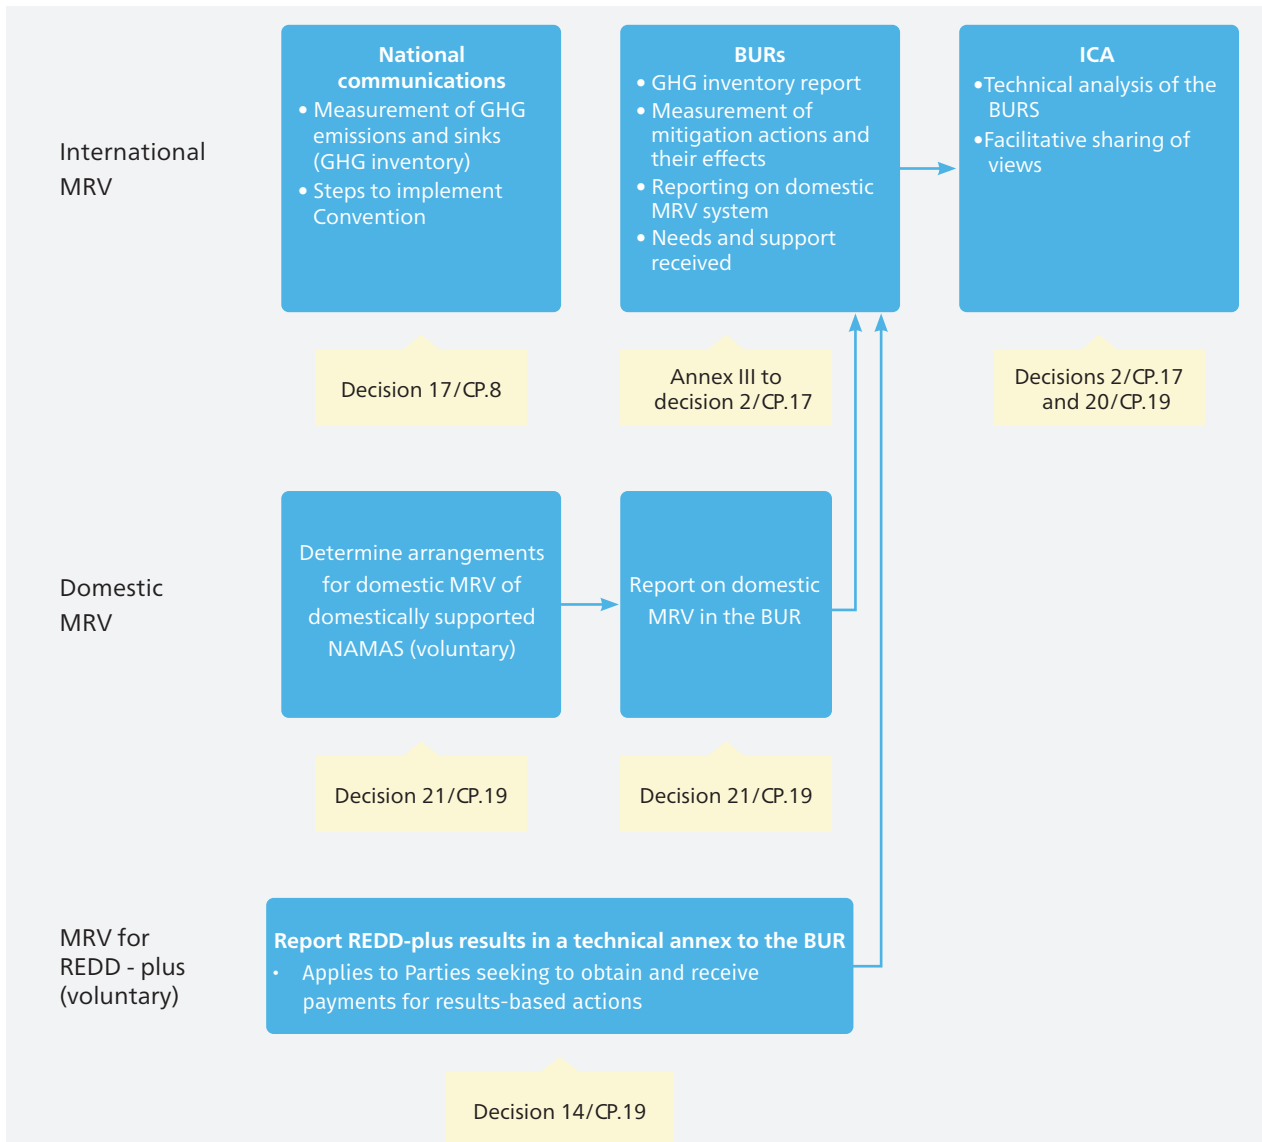 International
MRV
National
communications
• Measurement of GHG
emissions and sinks
(GHG inventory)
• Steps to implement
Convention
BURs
• GHG inventory report
• Measurement of
mitigation actions and
their effects
• Reporting on domestic
MRV system
• Needs and support
received
ICA
•Technical analysis of the
BURS
•Facilitative sharing of
views
Decision 17/CP.8
Annex III to
decision 2/CP.17
Decisions 2/CP.17
and 20/CP.19
Domestic
MRV
Determine arrangements
for domestic MRV of
domestically supported
NAMAS (voluntary)
Report on domestic
MRV in the BUR
Decision 21/CP.19
Decision 21/CP.19
MRV for
REDD - plus
(voluntary)
Report REDD-plus results in a technical annex to the BUR
• Applies to Parties seeking to obtain and receive
payments for results-based actions
Decision 14/CP.19